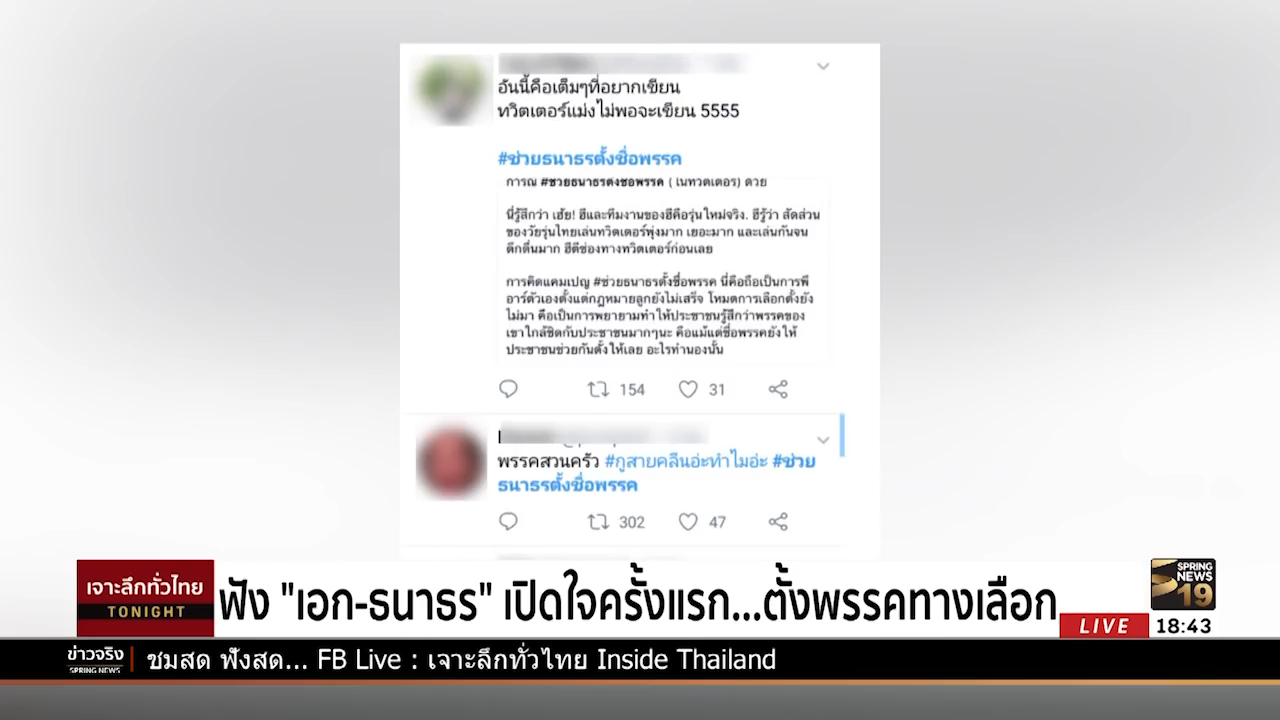 อันนี้คือเต็มๆที่อยากเขียน
ทวิตเตอร์แม่งไม่พอจะเขียน 5555
#ช่วยธนาธรตั้งชื่อพรรค
การณ์ #ช่วยธนาธรตั้งชื่อพรรค (ในทวิตเตอร์) ด้วย
นี่รู้สึกว่า เฮ้ย! ฮีและทีมงานของฮีคือรุ่นใหม่จริง. ฮีรู้ว่า สัดส่วน
ของวัยรุ่นไทยเล่นทวิตเตอร์พุ่งมาก เยอะมาก และเล่นกันจน
ดึกดื่นมาก ฮีตีช่องทางทวิตเตอร์ก่อนเลย
การคิดแคมเปญ #ช่วยธนาธรตั้งชื่อพรรค นี่คือถือเป็นการพี
อาร์ตัวเองตั้งแต่กฎหมายลูกยังไม่เสร็จ โหมดการเลือกตั้งยัง
ไม่มา คือเป็นการพยายามทำให้ประชาชนรู้สึกว่าพรรคของ
เขาใกล้ชิดกับประชาชนมากๆนะ คือแม้แต่ชื่อพรรคยังให้
ประชาชนช่วยกันตั้งให้เลย อะไรทำนองนั้น
154 31
พรรคสวนครัว #กูสายคลีนอ่ะทำไมอ่ะ #ช่วย
ธนาธรตั้งชื่อพรรค
302 47
เจาะลึกทั่วไทย
TONIGHT
ฟัง "เอก-ธนาธร" เปิดใจครั้งแรก...ตั้งพรรคทางเลือก
SPRING
NEWS
19
LIVE 18:43
ข่าวจริง
SPRING NEWS
ชมสด ฟังสด... FB Live : เจาะลึกทั่วไทย Inside Thailand